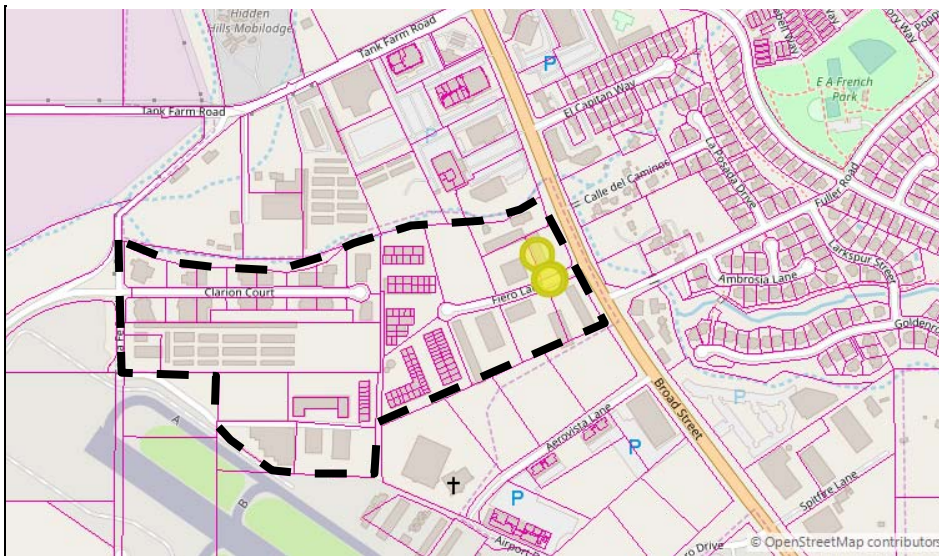 Hidden
Hills Mobilodge
Tank Farm Road
Tank Farm Road
P
P
El Capitan Way
E A French
Park
La Posada Drive
Calle del Caminos
Fuller Road
Larkspur Street
Ambrosia Lane
Clarion Court
Fiero La
Broad Street
Aerovista Lane
P
P
P
Spitfire Lane
A
B
© OpenStreetMap contributors